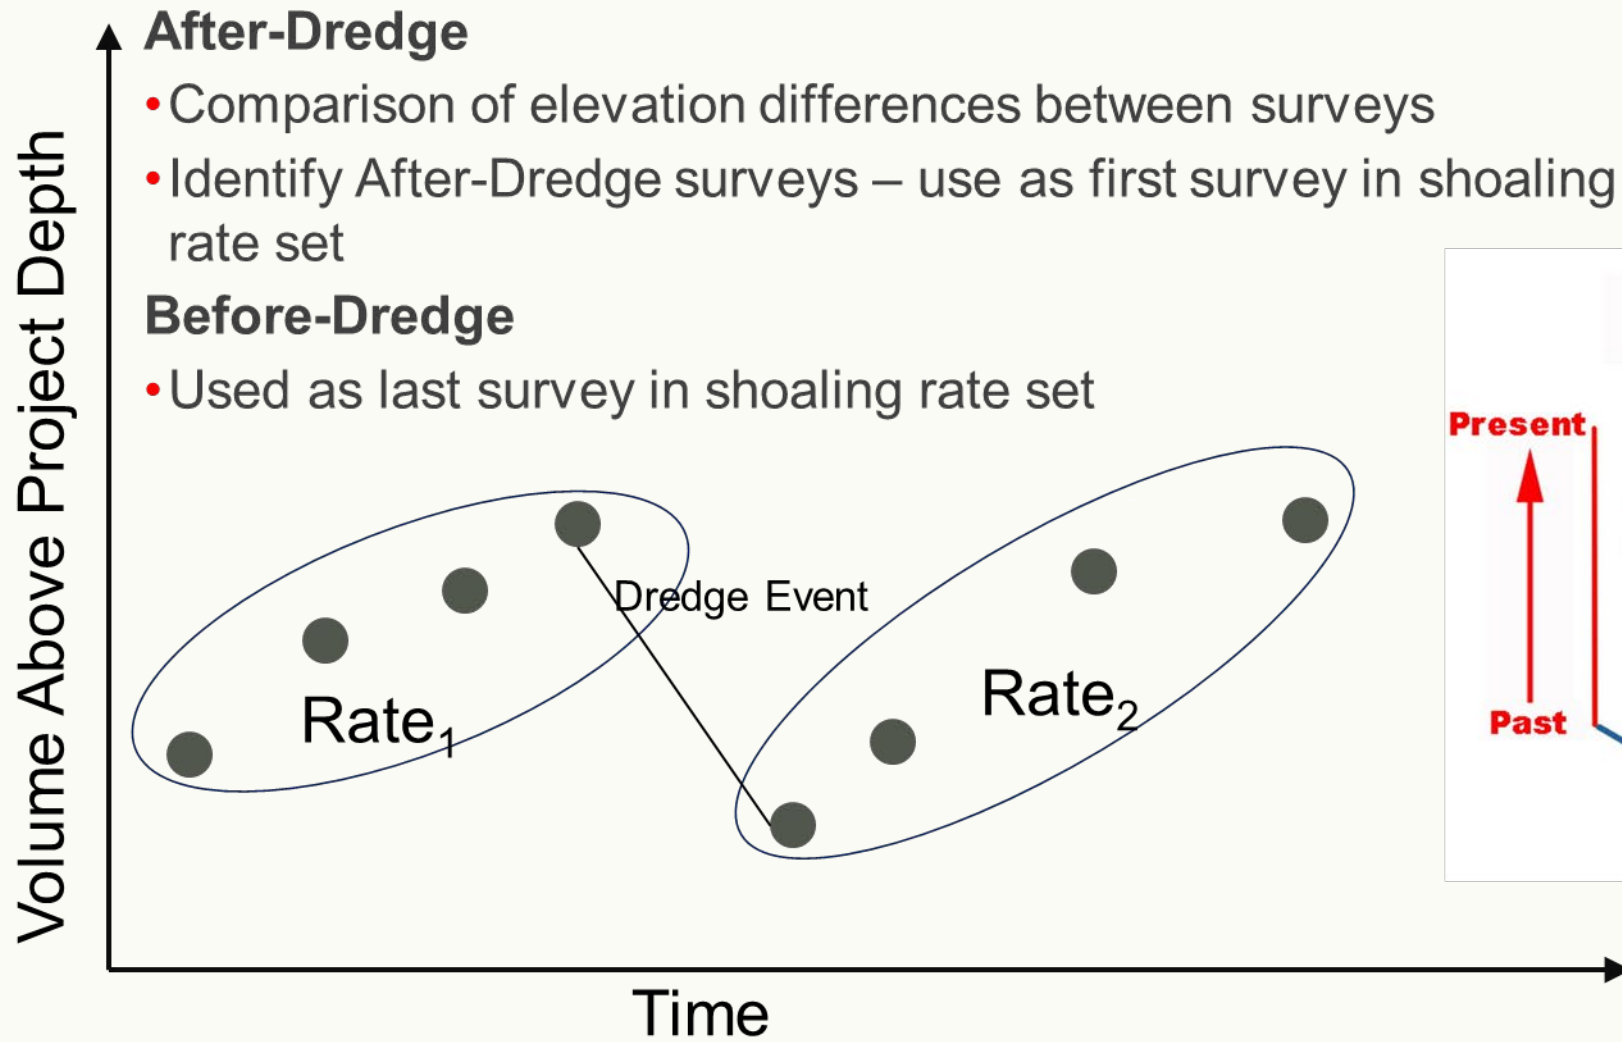 After-Dredge
•Comparison of elevation differences between surveys
•Identify After-Dredge surveys – use as first survey in shoaling
rate set
Before-Dredge
•Used as last survey in shoaling rate set
Volume Above Project Depth
Present
Past
Dredge Event
Rate₁
Rate₂
Time